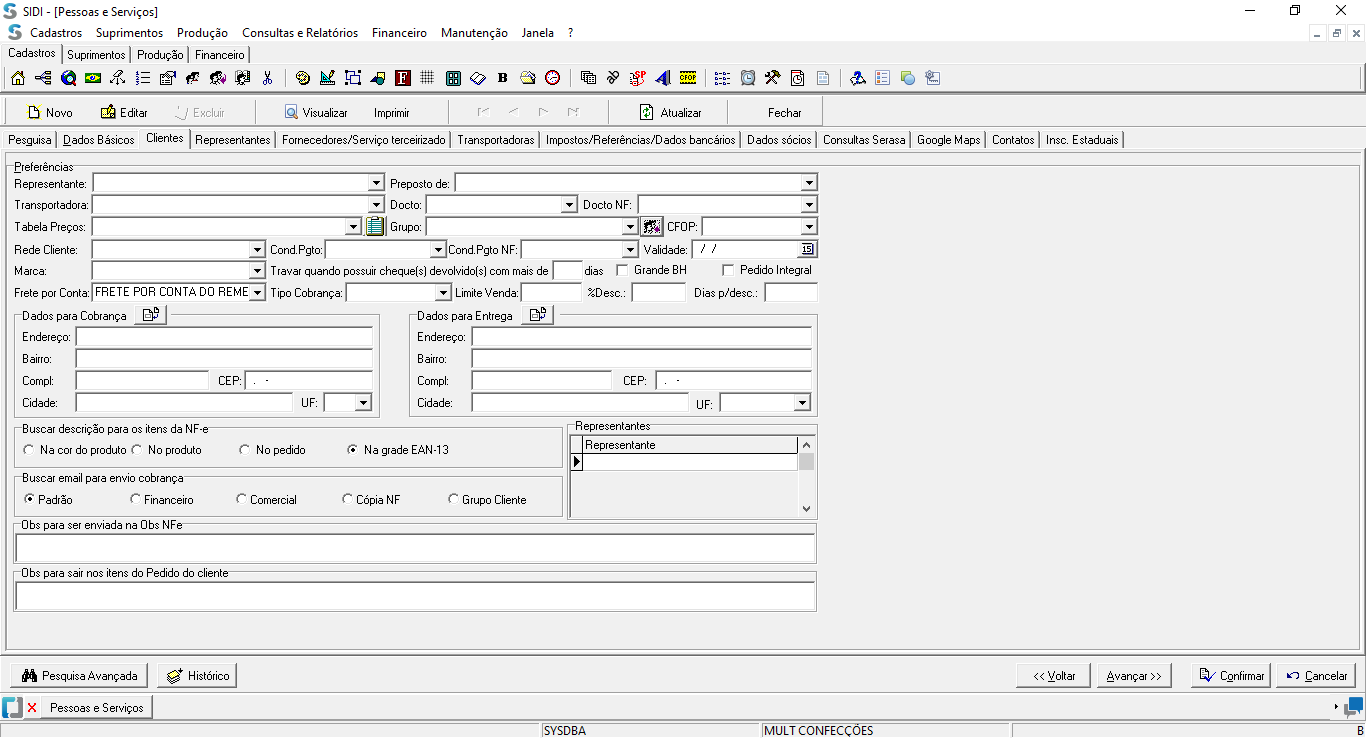 SIDI - [Pessoas e Serviços]
Cadastros Suprimentos Produção Consultas e Relatórios Financeiro Manutenção Janela ?
Cadastros Suprimentos Produção Financeiro
F B SP CFOP
Novo Editar Excluir Visualizar Imprimir Atualizar Fechar
Pesquisa Dados Básicos Clientes Representantes Fornecedores/Serviço terceirizado Transportadoras Impostos/Referências/Dados bancários Dados sócios Consultas Serasa Google Maps Contatos Insc. Estaduais
Preferências
Representante: Preposto de:
Transportadora: Docto: Docto NF:
Tabela Preços: Grupo: CFOP:
Rede Cliente: Cond.Pgto: Cond.Pgto NF: Validade: / / 15
Marca: Travar quando possuir cheque(s) devolvido(s) com mais de dias Grande BH Pedido Integral
Frete por Conta: FRETE POR CONTA DO REME Tipo Cobrança: Limite Venda: %Desc.: Dias p/desc.:
Dados para Cobrança Dados para Entrega
Endereço: Endereço:
Bairro: Bairro:
Compl: CEP: . - Compl: CEP: . -
Cidade: UF: Cidade: UF:
Buscar descrição para os itens da NF-e Representantes
Na cor do produto No produto No pedido Na grade EAN-13 Representante
Buscar email para envio cobrança
Padrão Financeiro Comercial Cópia NF Grupo Cliente
Obs para ser enviada na Obs NFe
Obs para sair nos itens do Pedido do cliente
Pesquisa Avançada Histórico << Voltar Avançar >> Confirmar Cancelar
Pessoas e Serviços
SYSDBA MULT CONFECÇÕES B